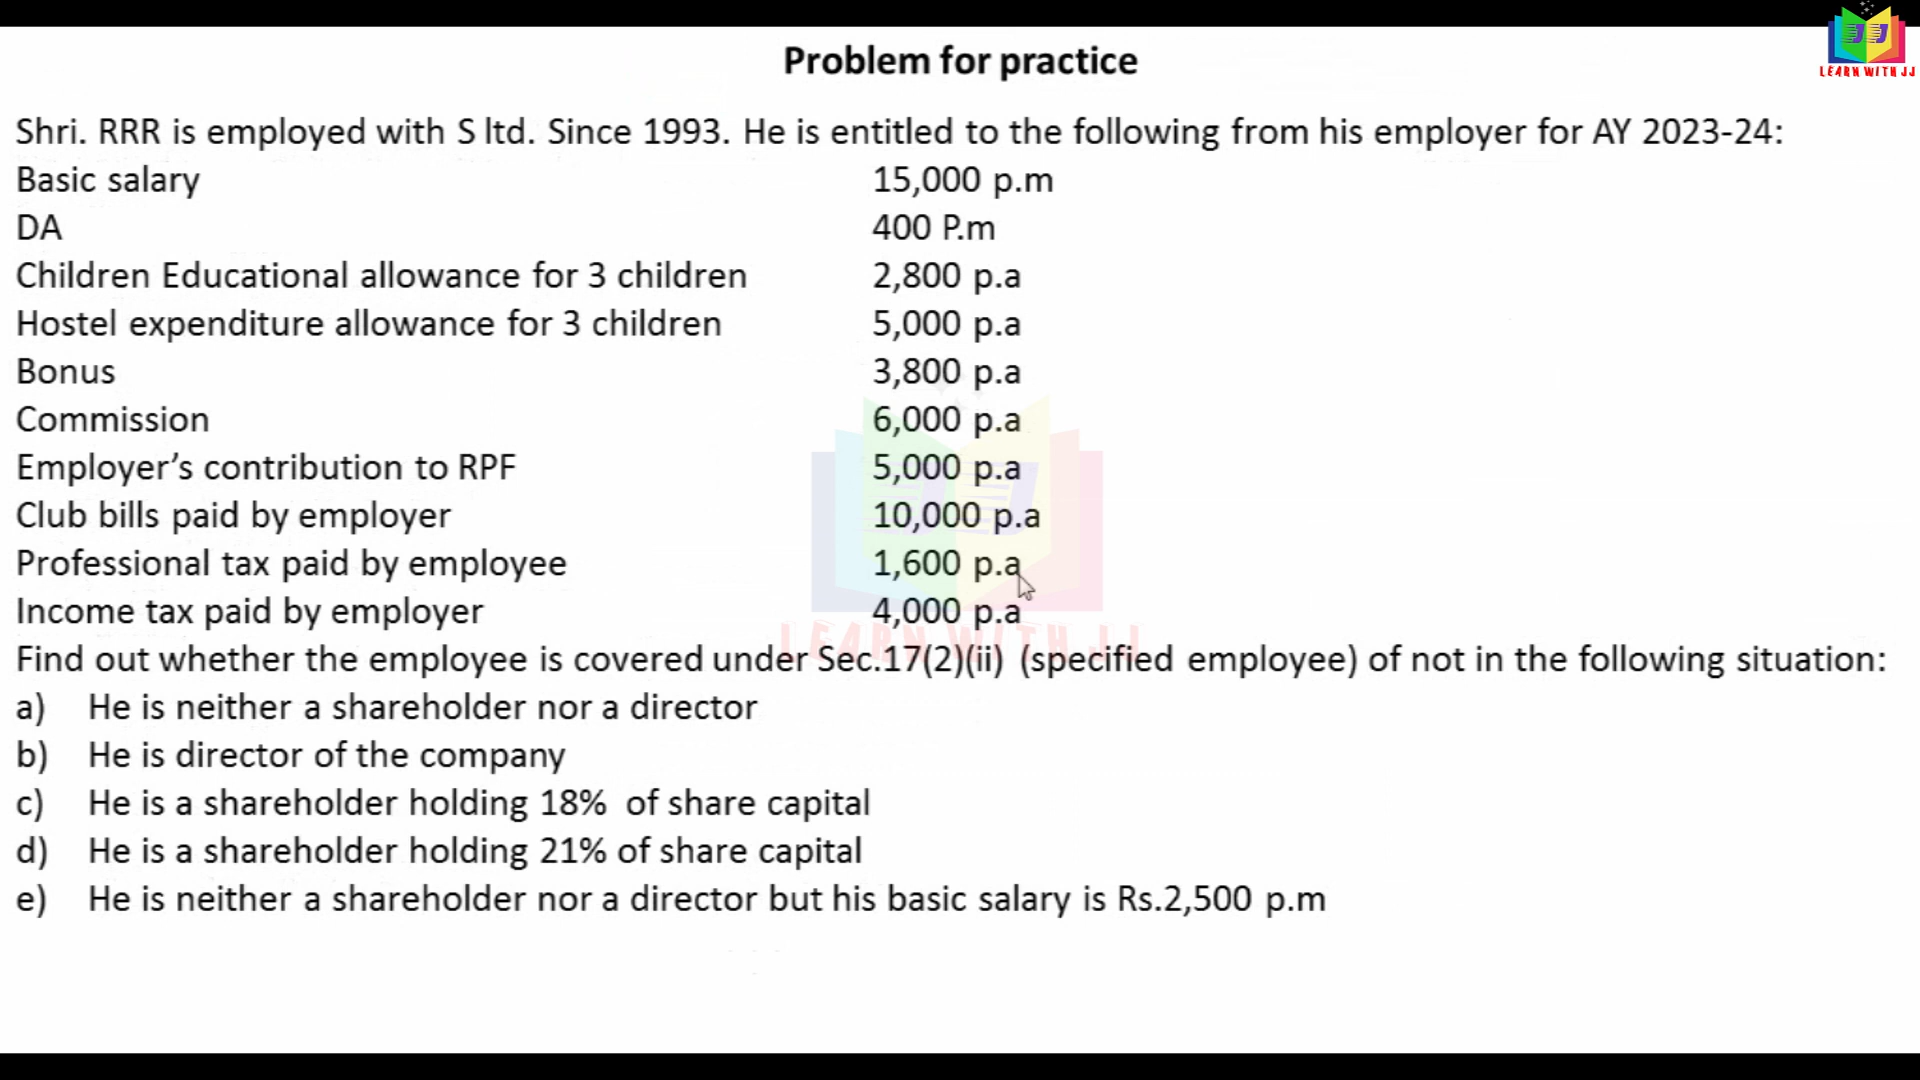 LEARN WITH JJ
Problem for practice
Shri. RRR is employed with S ltd. Since 1993. He is entitled to the following from his employer for AY 2023-24:
Basic salary 15,000 p.m
DA 400 P.m
Children Educational allowance for 3 children 2,800 p.a
Hostel expenditure allowance for 3 children 5,000 p.a
Bonus 3,800 p.a
Commission 6,000 p.a
Employer’s contribution to RPF 5,000 p.a
Club bills paid by employer 10,000 p.a
Professional tax paid by employee 1,600 p.a
Income tax paid by employer 4,000 p.a
LEARN WITH JJ
Find out whether the employee is covered under Sec.17(2)(ii) (specified employee) of not in the following situation:
a) He is neither a shareholder nor a director
b) He is director of the company
c) He is a shareholder holding 18% of share capital
d) He is a shareholder holding 21% of share capital
e) He is neither a shareholder nor a director but his basic salary is Rs.2,500 p.m